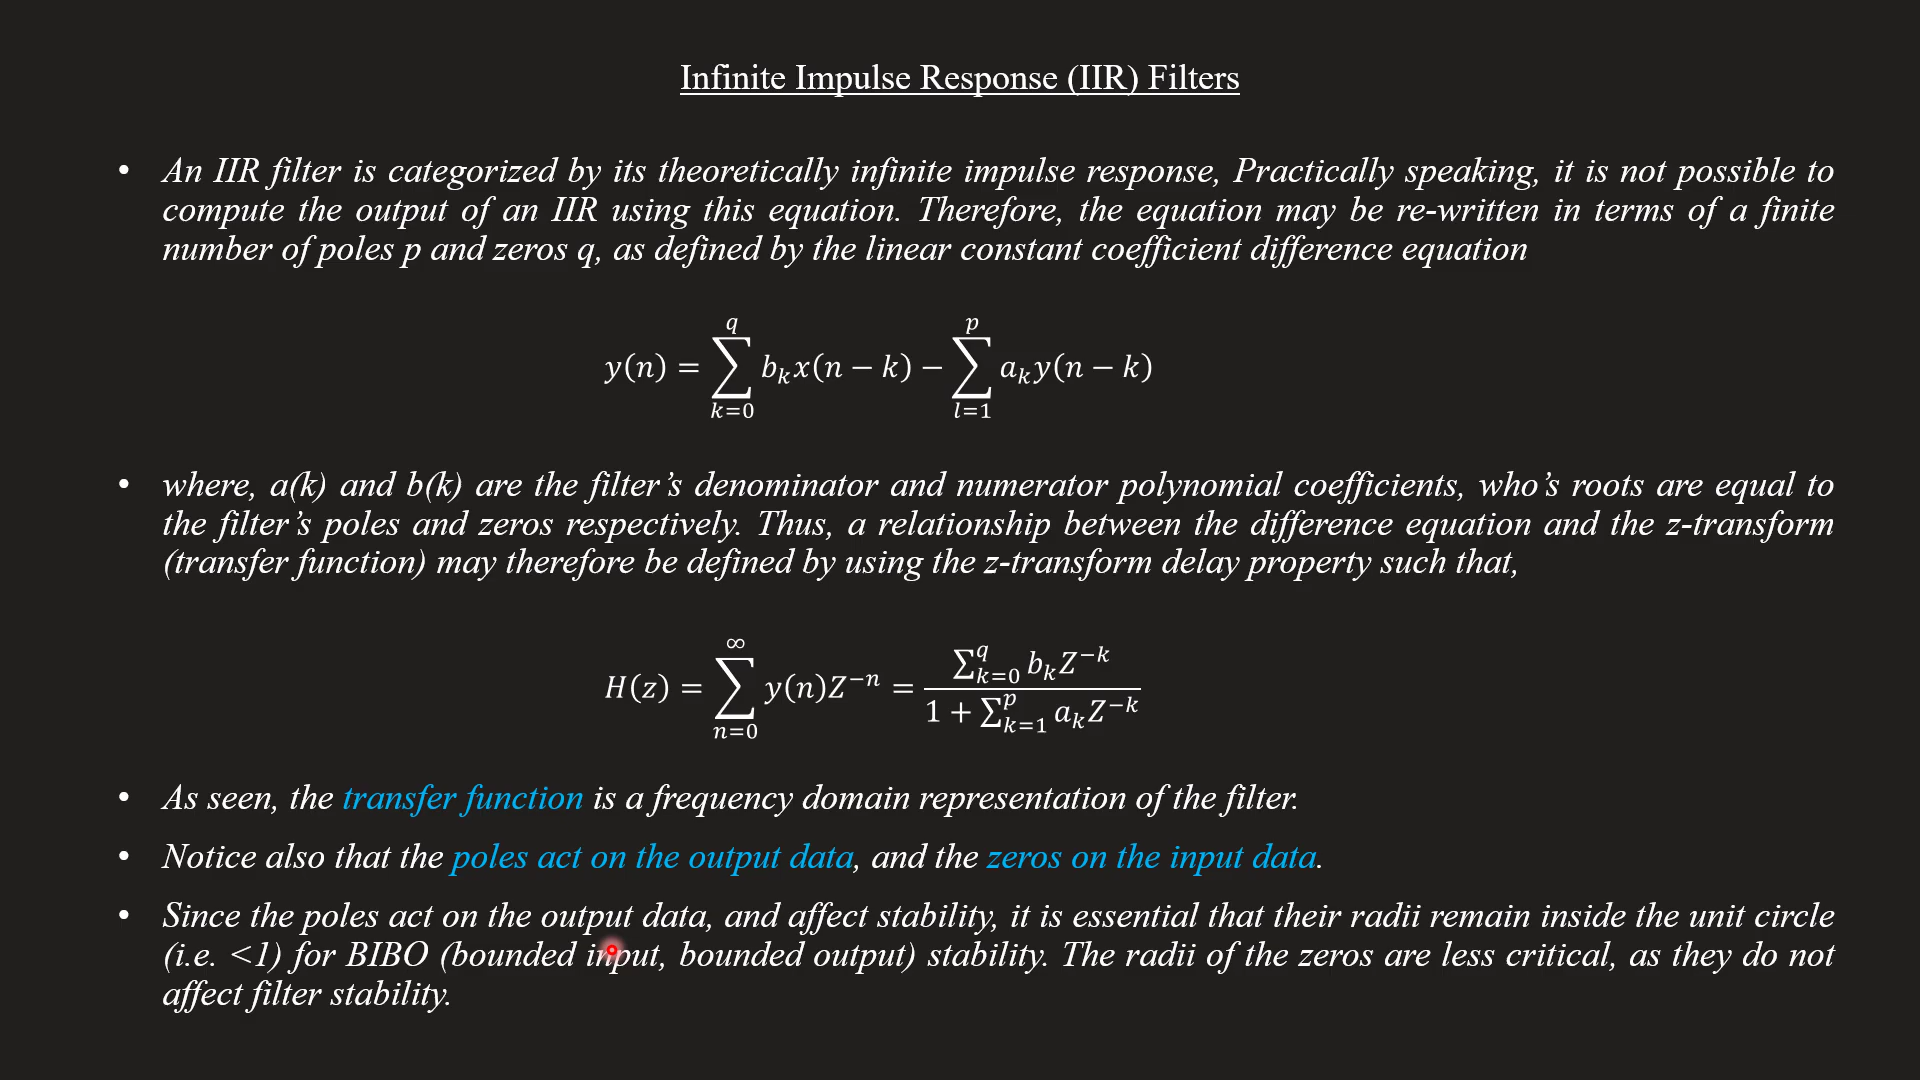 Infinite Impulse Response (IIR) Filters
• An IIR filter is categorized by its theoretically infinite impulse response, Practically speaking, it is not possible to
compute the output of an IIR using this equation. Therefore, the equation may be re-written in terms of a finite
number of poles p and zeros q, as defined by the linear constant coefficient difference equation
y(n) = ∑_{k=0}^{q} b_k x(n − k) − ∑_{l=1}^{p} a_k y(n − k)
• where, a(k) and b(k) are the filter’s denominator and numerator polynomial coefficients, who’s roots are equal to
the filter’s poles and zeros respectively. Thus, a relationship between the difference equation and the z-transform
(transfer function) may therefore be defined by using the z-transform delay property such that,
H(z) = ∑_{n=0}^{∞} y(n)Z^{−n} = (∑_{k=0}^{q} b_k Z^{−k}) / (1 + ∑_{k=1}^{p} a_k Z^{−k})
• As seen, the transfer function is a frequency domain representation of the filter.
• Notice also that the poles act on the output data, and the zeros on the input data.
• Since the poles act on the output data, and affect stability, it is essential that their radii remain inside the unit circle
(i.e. <1) for BIBO (bounded input, bounded output) stability. The radii of the zeros are less critical, as they do not
affect filter stability.